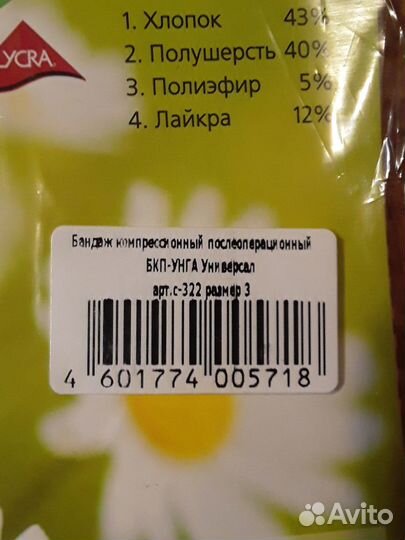 YCRA
1. Хлопок 43%
2. Полушерсть 40%
3. Полиэфир 5%
4. Лайкра 12%
Бандаж компрессионный послеоперационный
БКП-УНГА Универсал
арт.с-322 размер 3
4 601774 005718
Avito